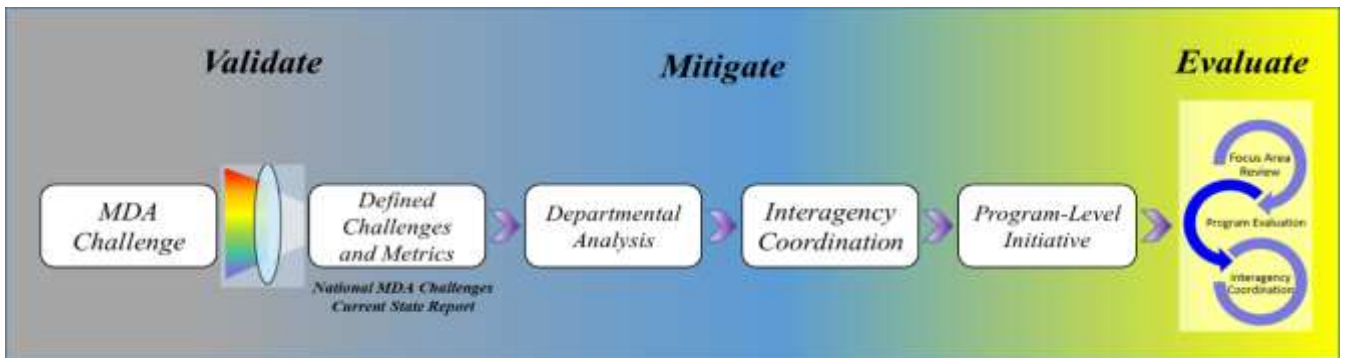 Validate
Mitigate
Evaluate
MDA
Challenge
Defined
Challenges
and Metrics
National MDA Challenges
Current State Report
Departmental
Analysis
Interagency
Coordination
Program-Level
Initiative
Focus Area
Review
Program Evaluation
Interagency
Coordination